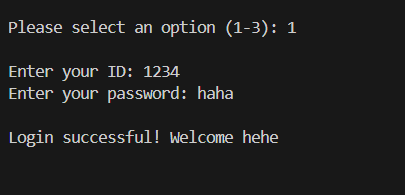 Please select an option (1-3): 1
Enter your ID: 1234
Enter your password: haha
Login successful! Welcome hehe